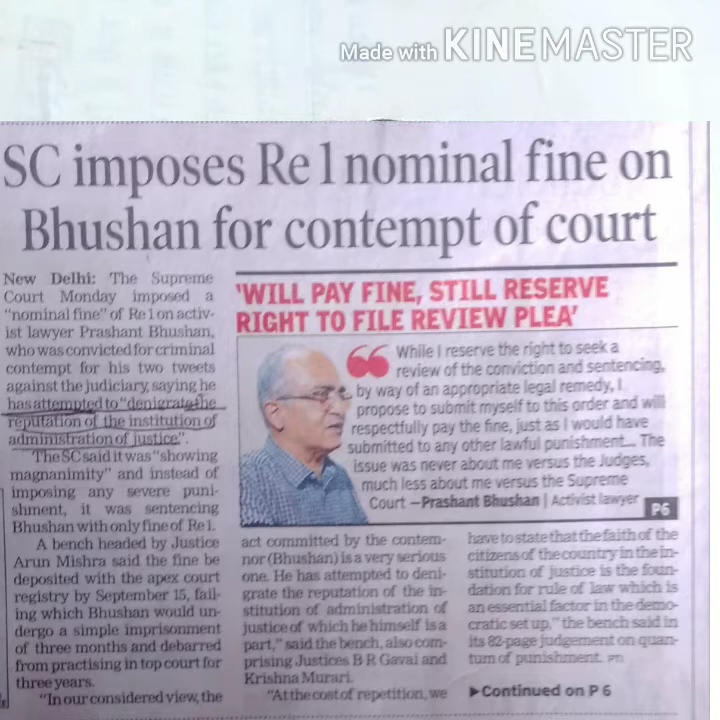 Made with KINEMASTER
SC imposes Re 1 nominal fine on
Bhushan for contempt of court
New Delhi: The Supreme
Court Monday imposed a
"nominal fine" of Re 1 on activ-
ist lawyer Prashant Bhushan,
who was convicted for criminal
contempt for his two tweets
against the judiciary, saying he
has attempted to "denigrate the
reputation of the institution of
administration of justice".
The SC said it was "showing
magnanimity" and instead of
imposing any severe puni-
shment, it was sentencing
Bhushan with only fine of Re 1.
A bench headed by Justice
Arun Mishra said the fine be
deposited with the apex court
registry by September 15, fail-
ing which Bhushan would un-
dergo a simple imprisonment
of three months and debarred
from practising in top court for
three years.
"In our considered view, the
'WILL PAY FINE, STILL RESERVE
RIGHT TO FILE REVIEW PLEA'
While I reserve the right to seek a
review of the conviction and sentencing,
by way of an appropriate legal remedy, I
propose to submit myself to this order and will
respectfully pay the fine, just as I would have
submitted to any other lawful punishment... The
issue was never about me versus the Judges,
much less about me versus the Supreme
Court —Prashant Bhushan | Activist lawyer
P6
act committed by the contem-
nor (Bhushan) is a very serious
one. He has attempted to deni-
grate the reputation of the in-
stitution of administration of
justice of which he himself is a
part," said the bench, also com-
prising Justices B R Gavai and
Krishna Murari.
"At the cost of repetition, we
have to state that the faith of the
citizens of the country in the in-
stitution of justice is the foun-
dation for rule of law which is
an essential factor in the demo-
cratic set up," the bench said in
its 82-page judgement on quan-
tum of punishment. PTI
▶Continued on P 6